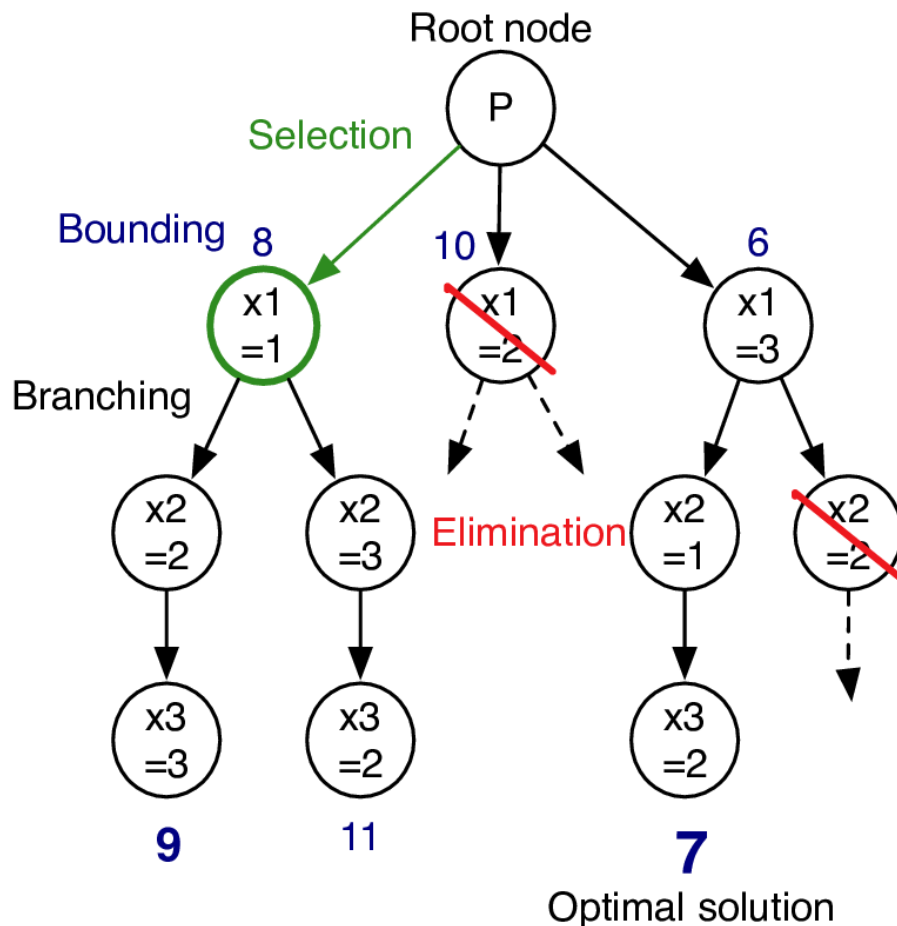 Root node
P
Selection
Bounding
8
10
6
x1
=1
x1
=2
x1
=3
Branching
x2
=2
x2
=3
Elimination
x2
=1
x2
=2
x3
=3
x3
=2
x3
=2
9
11
7
Optimal solution